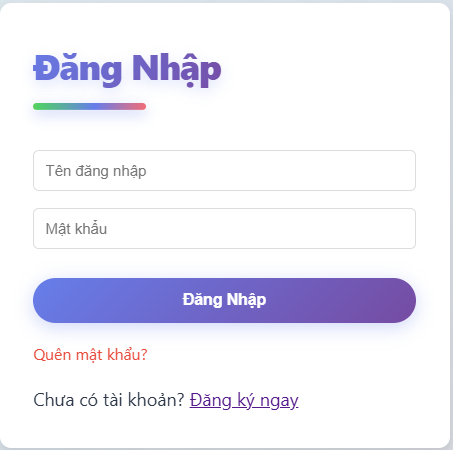 Đăng Nhập
Tên đăng nhập
Mật khẩu
Đăng Nhập
Quên mật khẩu?
Chưa có tài khoản? Đăng ký ngay